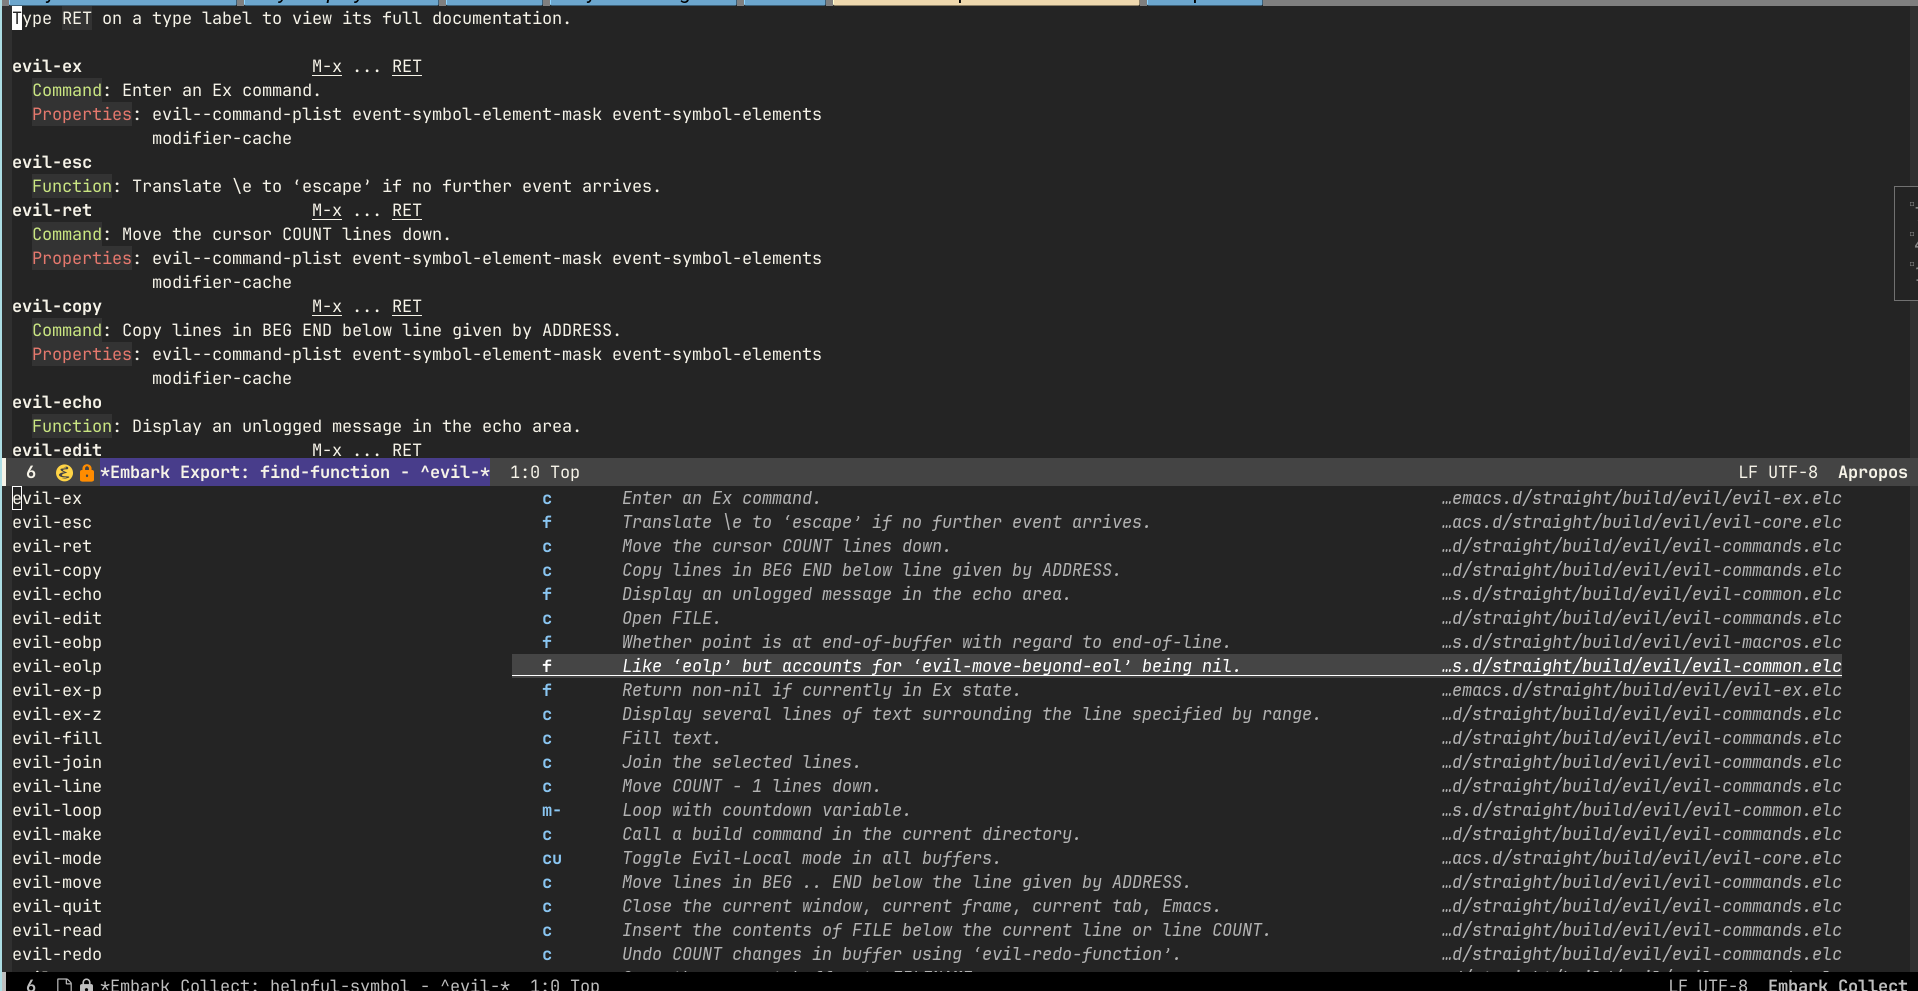 Type RET on a type label to view its full documentation.
evil-ex M-x ... RET
Command: Enter an Ex command.
Properties: evil--command-plist event-symbol-element-mask event-symbol-elements
modifier-cache
evil-esc
Function: Translate \e to ‘escape’ if no further event arrives.
evil-ret M-x ... RET
Command: Move the cursor COUNT lines down.
Properties: evil--command-plist event-symbol-element-mask event-symbol-elements
modifier-cache
evil-copy M-x ... RET
Command: Copy lines in BEG END below line given by ADDRESS.
Properties: evil--command-plist event-symbol-element-mask event-symbol-elements
modifier-cache
evil-echo
Function: Display an unlogged message in the echo area.
evil-edit M-x ... RET
6 *Embark Export: find-function - ^evil-* 1:0 Top LF UTF-8 Apropos
evil-ex c Enter an Ex command. …emacs.d/straight/build/evil/evil-ex.elc
evil-esc f Translate \e to ‘escape’ if no further event arrives. …acs.d/straight/build/evil/evil-core.elc
evil-ret c Move the cursor COUNT lines down. …d/straight/build/evil/evil-commands.elc
evil-copy c Copy lines in BEG END below line given by ADDRESS. …d/straight/build/evil/evil-commands.elc
evil-echo f Display an unlogged message in the echo area. …s.d/straight/build/evil/evil-common.elc
evil-edit c Open FILE. …d/straight/build/evil/evil-commands.elc
evil-eobp f Whether point is at end-of-buffer with regard to end-of-line. …s.d/straight/build/evil/evil-macros.elc
evil-eolp f Like ‘eolp’ but accounts for ‘evil-move-beyond-eol’ being nil. …s.d/straight/build/evil/evil-common.elc
evil-ex-p f Return non-nil if currently in Ex state. …emacs.d/straight/build/evil/evil-ex.elc
evil-ex-z c Display several lines of text surrounding the line specified by range. …d/straight/build/evil/evil-commands.elc
evil-fill c Fill text. …d/straight/build/evil/evil-commands.elc
evil-join c Join the selected lines. …d/straight/build/evil/evil-commands.elc
evil-line c Move COUNT - 1 lines down. …d/straight/build/evil/evil-commands.elc
evil-loop m- Loop with countdown variable. …s.d/straight/build/evil/evil-common.elc
evil-make c Call a build command in the current directory. …d/straight/build/evil/evil-commands.elc
evil-mode cu Toggle Evil-Local mode in all buffers. …acs.d/straight/build/evil/evil-core.elc
evil-move c Move lines in BEG .. END below the line given by ADDRESS. …d/straight/build/evil/evil-commands.elc
evil-quit c Close the current window, current frame, current tab, Emacs. …d/straight/build/evil/evil-commands.elc
evil-read c Insert the contents of FILE below the current line or line COUNT. …d/straight/build/evil/evil-commands.elc
evil-redo c Undo COUNT changes in buffer using ‘evil-redo-function’. …d/straight/build/evil/evil-commands.elc
6 *Embark Collect: helpful-symbol - ^evil-* 1:0 Top LF UTF-8 Embark Collect